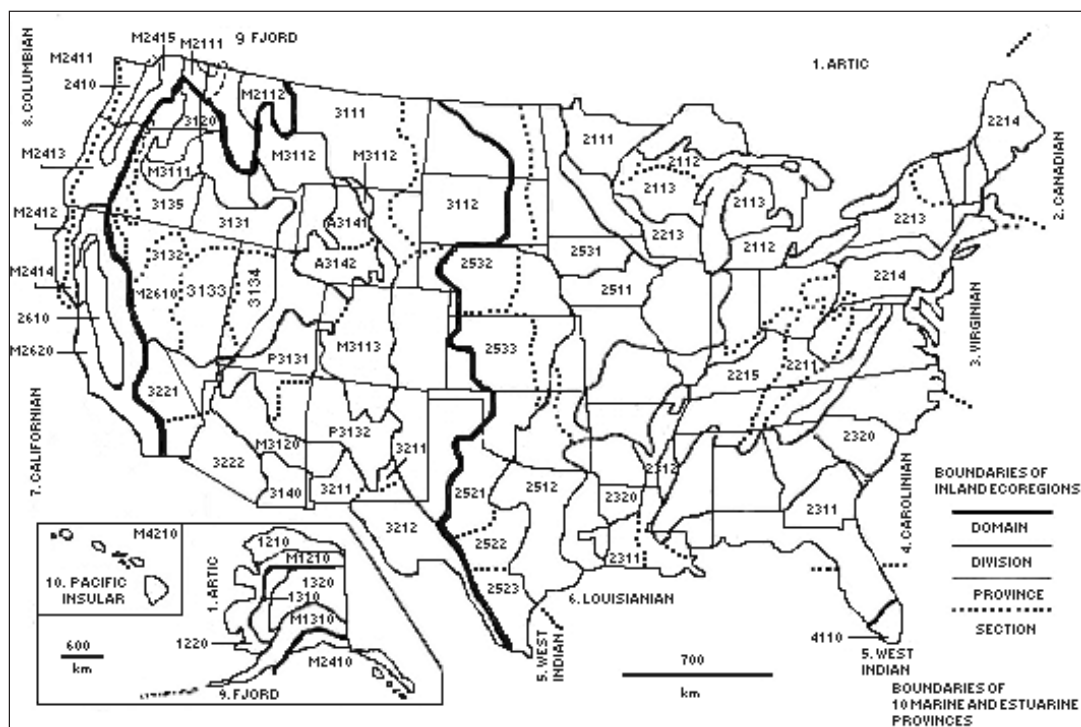 M2415
M2111
9 FJORD
M2411
2410
8. COLUMBIAN
1. ARTIC
M2112
3111
3120
M3112
M3112
M2413
M3111
3135
3131
A3141
3112
2111
2112
2113
2113
2214
2213
2213
2112
2. CANADIAN
M2412
M2414
3132
M2610
3133
3134
A3142
2532
2531
2511
2214
2610
M2620
3221
P3131
M3113
2533
2215
2211
3. VIRGINIAN
7. CALIFORNIAN
3222
M3120
3140
P3132
3211
3211
3212
2521
2512
2522
2523
2312
2320
2311
2320
2311
4. CAROLINIAN
BOUNDARIES OF
INLAND ECOREGIONS
DOMAIN
DIVISION
PROVINCE
SECTION
M4210
10. PACIFIC
INSULAR
600
km
1. ARTIC
1210
M1210
1320
1310
M1310
1220
M2410
9. FJORD
5. WEST
INDIAN
6. LOUISIANIAN
700
km
4110
5. WEST
INDIAN
BOUNDARIES OF
10 MARINE AND ESTUARINE
PROVINCES